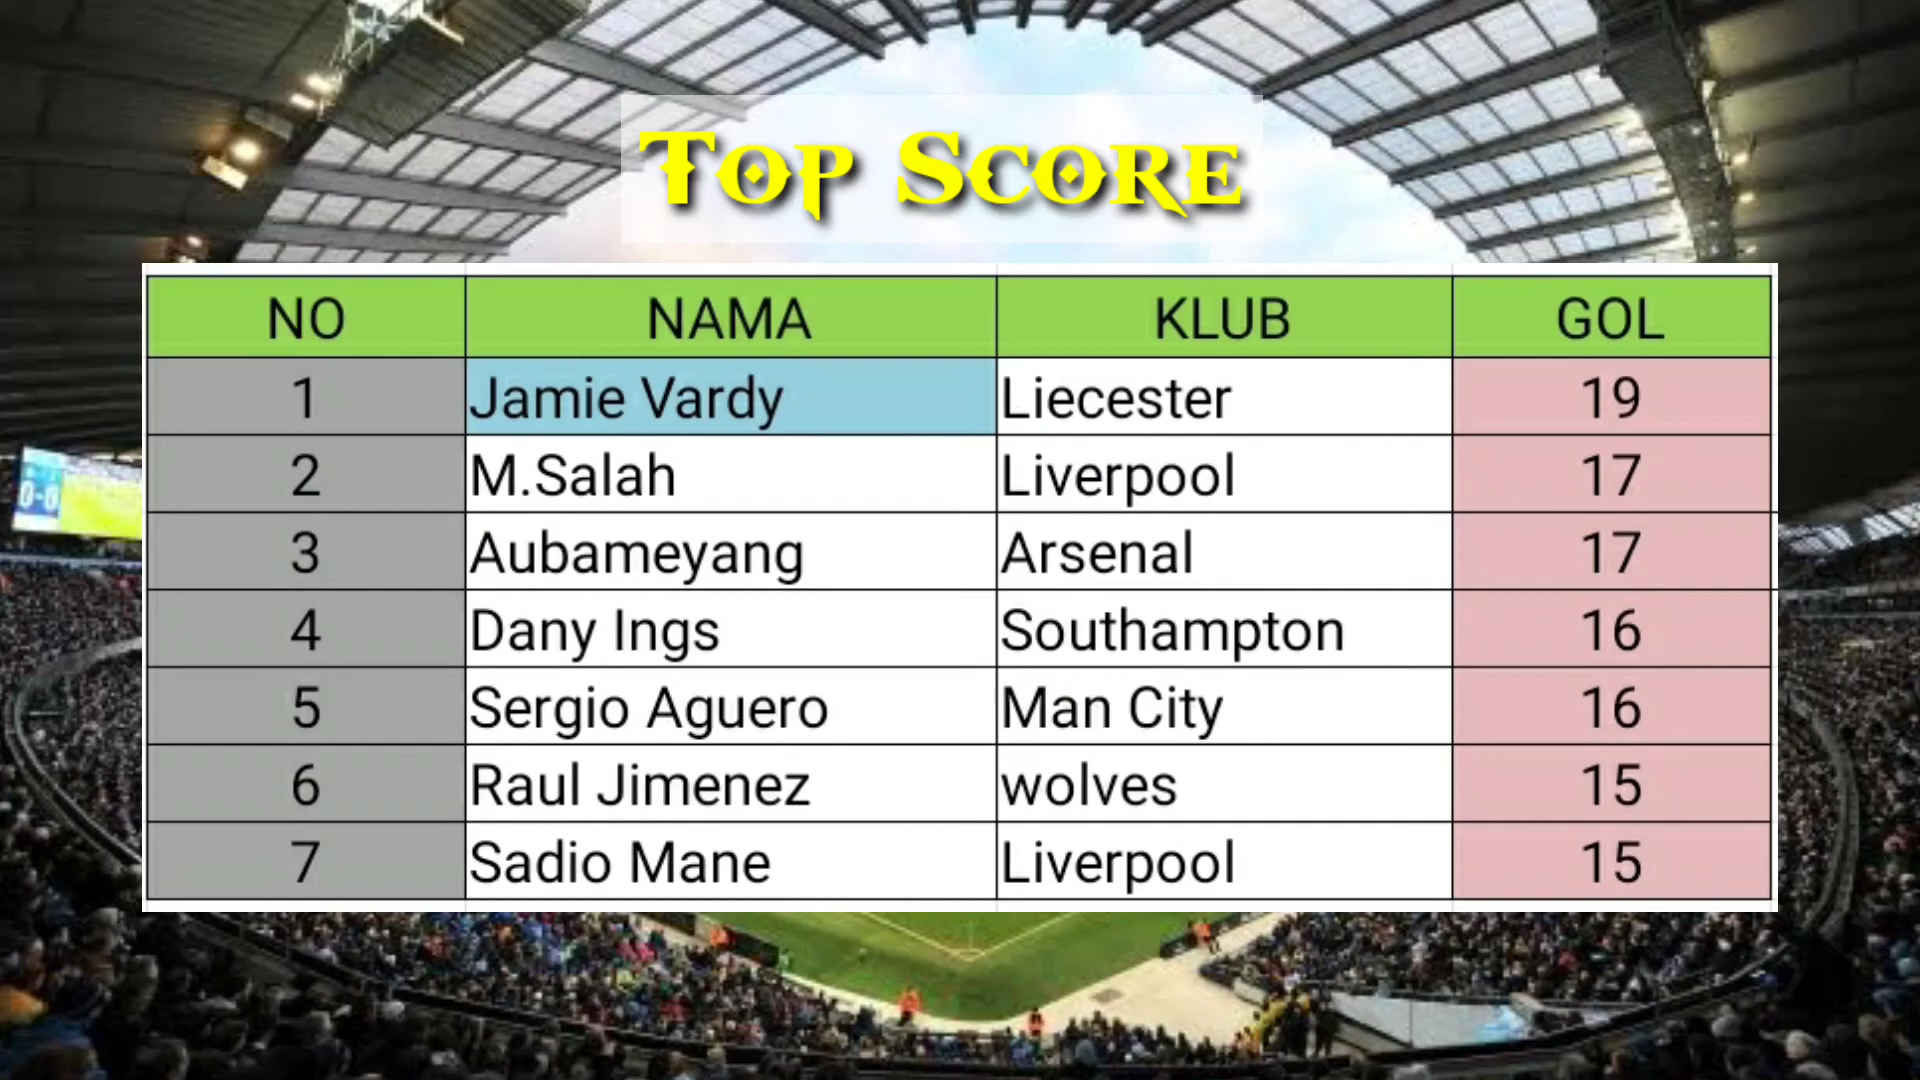 Top Score
NO NAMA KLUB GOL
1 Jamie Vardy Liecester 19
2 M.Salah Liverpool 17
3 Aubameyang Arsenal 17
4 Dany Ings Southampton 16
5 Sergio Aguero Man City 16
6 Raul Jimenez wolves 15
7 Sadio Mane Liverpool 15
0-0